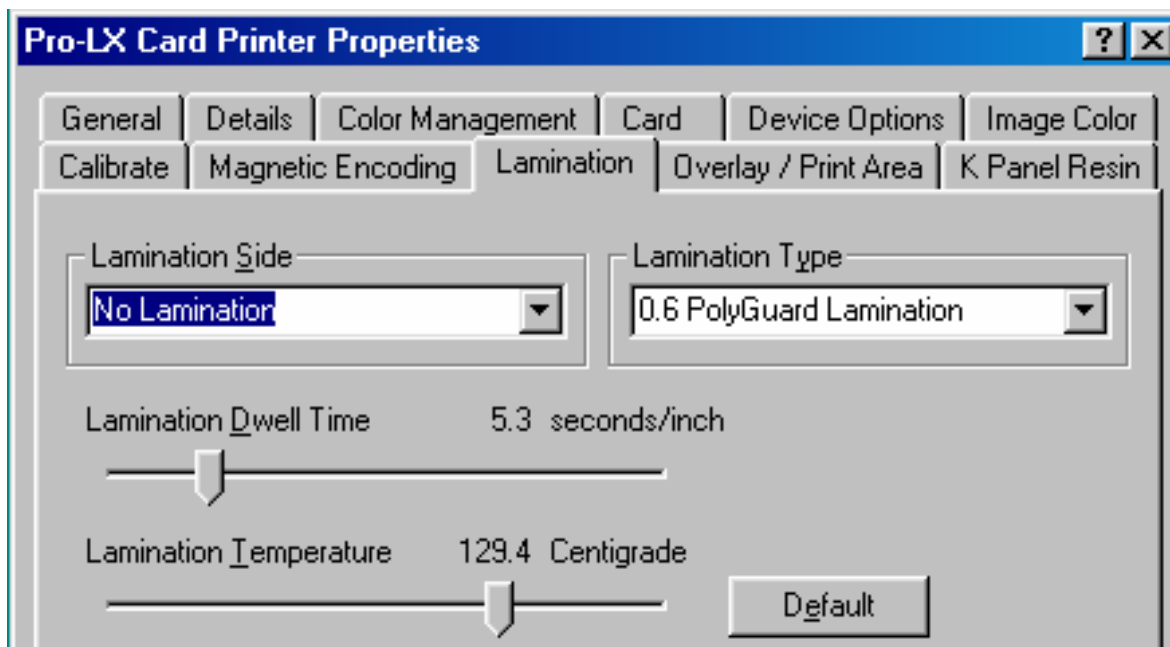 Pro-LX Card Printer Properties
General Details Color Management Card Device Options Image Color
Calibrate Magnetic Encoding Lamination Overlay / Print Area K Panel Resin
Lamination Side Lamination Type
No Lamination 0.6 PolyGuard Lamination
Lamination Dwell Time 5.3 seconds/inch
Lamination Temperature 129.4 Centigrade
Default